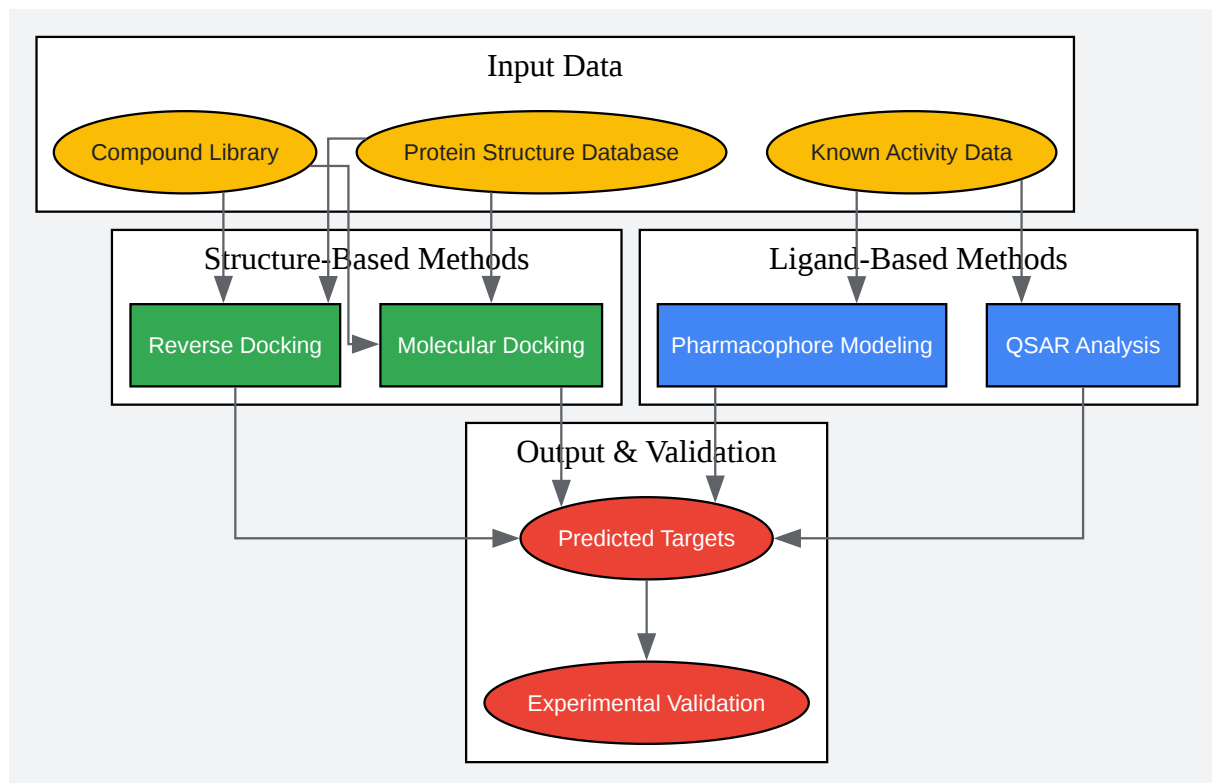 Input Data
Compound Library
Protein Structure Database
Known Activity Data
Structure-Based Methods
Ligand-Based Methods
Reverse Docking
Molecular Docking
Pharmacophore Modeling
QSAR Analysis
Output & Validation
Predicted Targets
Experimental Validation